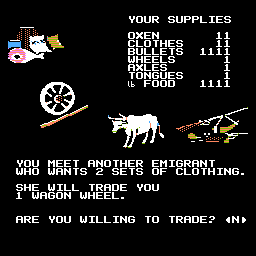 YOUR SUPPLIES
OXEN 11
CLOTHES 11
BULLETS 1111
WHEELS 1
AXLES 1
TONGUES 1
lb FOOD 1111
YOU MEET ANOTHER EMIGRANT
WHO WANTS 2 SETS OF CLOTHING.
SHE WILL TRADE YOU
1 WAGON WHEEL.
ARE YOU WILLING TO TRADE? ◄N►